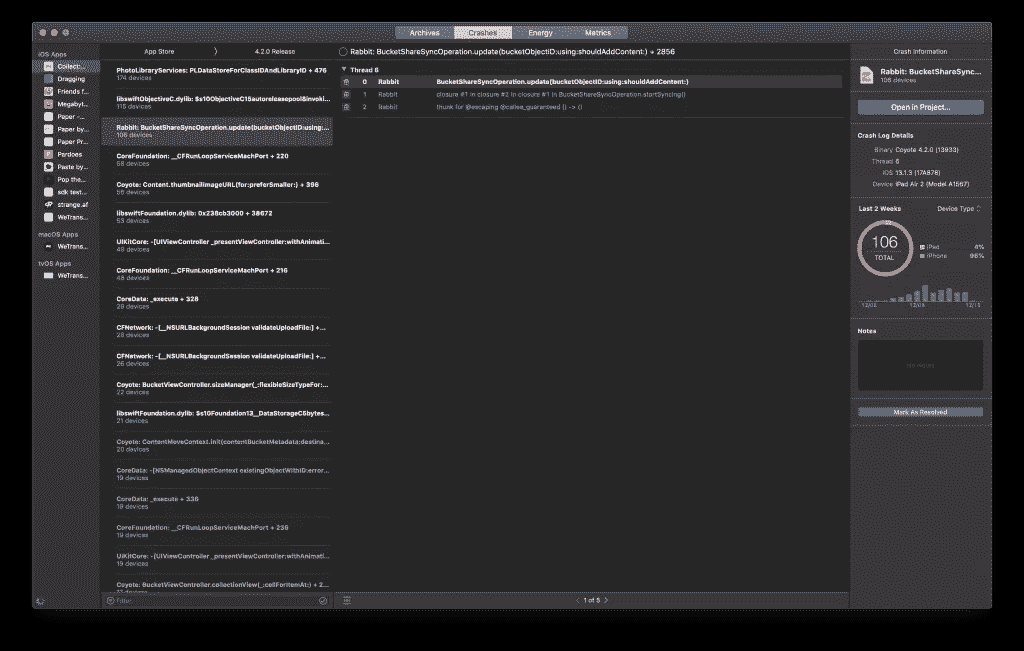 Archives Crashes Energy Metrics
iOS Apps
Collect:...
Dragging
Friends f...
Megabyt...
Paper -...
Paper by...
Paper Pr...
Pardoes
Paste by...
Pop the...
sdk test...
strange.af
WeTrans...
macOS Apps
WeTrans...
tvOS Apps
WeTrans...
App Store 〉 4.2.0 Release
PhotoLibraryServices: PLDataStoreForClassIDAndLibraryID + 476
174 devices
libswiftObjectiveC.dylib: $s10ObjectiveC15autoreleasepool8invoki...
116 devices
Rabbit: BucketShareSyncOperation.update(bucketObjectID:using:...
106 devices
CoreFoundation: __CFRunLoopServiceMachPort + 220
68 devices
Coyote: Content.thumbnailImageURL(for:preferSmaller:) + 396
56 devices
libswiftFoundation.dylib: 0x238cb3000 + 38672
53 devices
UIKitCore: -[UIViewController _presentViewController:withAnimati...
49 devices
CoreFoundation: __CFRunLoopServiceMachPort + 216
48 devices
CoreData: _execute + 328
29 devices
CFNetwork: -[__NSURLBackgroundSession validateUploadFile:] +...
28 devices
CFNetwork: -[__NSURLBackgroundSession validateUploadFile:] +...
26 devices
Coyote: BucketViewController.sizeManager(_:flexibleSizeTypeFor:...
22 devices
libswiftFoundation.dylib: $s10Foundation13__DataStorageC5bytes...
21 devices
Coyote: ContentMoveContext.init(contentBucketMetadata:destina...
20 devices
CoreData: -[NSManagedObjectContext existingObjectWithID:error...
19 devices
CoreData: _execute + 336
19 devices
CoreFoundation: __CFRunLoopServiceMachPort + 236
19 devices
UIKitCore: -[UIViewController _presentViewController:withAnimati...
19 devices
Coyote: BucketViewController.collectionView(_:cellForItemAt:) + 2...
Filter
Rabbit: BucketShareSyncOperation.update(bucketObjectID:using:shouldAddContent:) + 2856
Thread 6
0 Rabbit BucketShareSyncOperation.update(bucketObjectID:using:shouldAddContent:)
1 Rabbit closure #1 in closure #2 in closure #1 in BucketShareSyncOperation.startSyncing()
2 Rabbit thunk for @escaping @callee_guaranteed () -> ()
1 of 5
Crash Information
Rabbit: BucketShareSync...
106 devices
Open in Project...
Crash Log Details
Binary Coyote 4.2.0 (13933)
Thread 6
iOS 13.1.3 (17A878)
Device iPad Air 2 (Model A1567)
Last 2 Weeks Device Type
106
TOTAL
iPad 4%
iPhone 96%
12/15
Notes
No Notes
Mark As Resolved